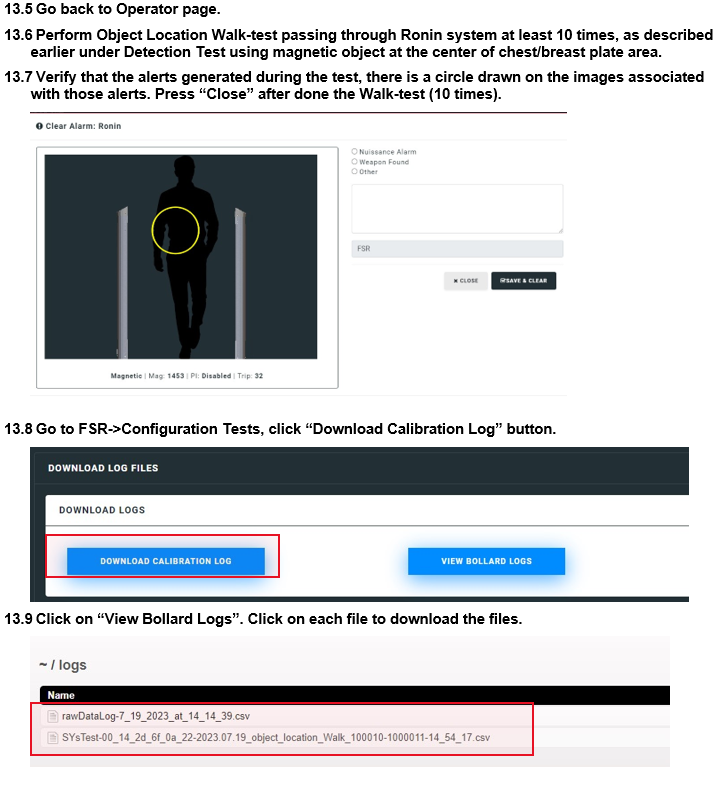 13.5 Go back to Operator page.
13.6 Perform Object Location Walk-test passing through Ronin system at least 10 times, as described
earlier under Detection Test using magnetic object at the center of chest/breast plate area.
13.7 Verify that the alerts generated during the test, there is a circle drawn on the images associated
with those alerts. Press “Close” after done the Walk-test (10 times).
Clear Alarm: Ronin
Nuissance Alarm
Weapon Found
Other
FSR
CLOSE
SAVE & CLEAR
Magnetic | Mag: 1453 | PI: Disabled | Trip: 32
13.8 Go to FSR->Configuration Tests, click “Download Calibration Log” button.
DOWNLOAD LOG FILES
DOWNLOAD LOGS
DOWNLOAD CALIBRATION LOG
VIEW BOLLARD LOGS
13.9 Click on “View Bollard Logs”. Click on each file to download the files.
~ / logs
Name
rawDataLog-7_19_2023_at_14_14_39.csv
SYsTest-00_14_2d_6f_0a_22-2023.07.19_object_location_Walk_100010-1000011-14_54_17.csv